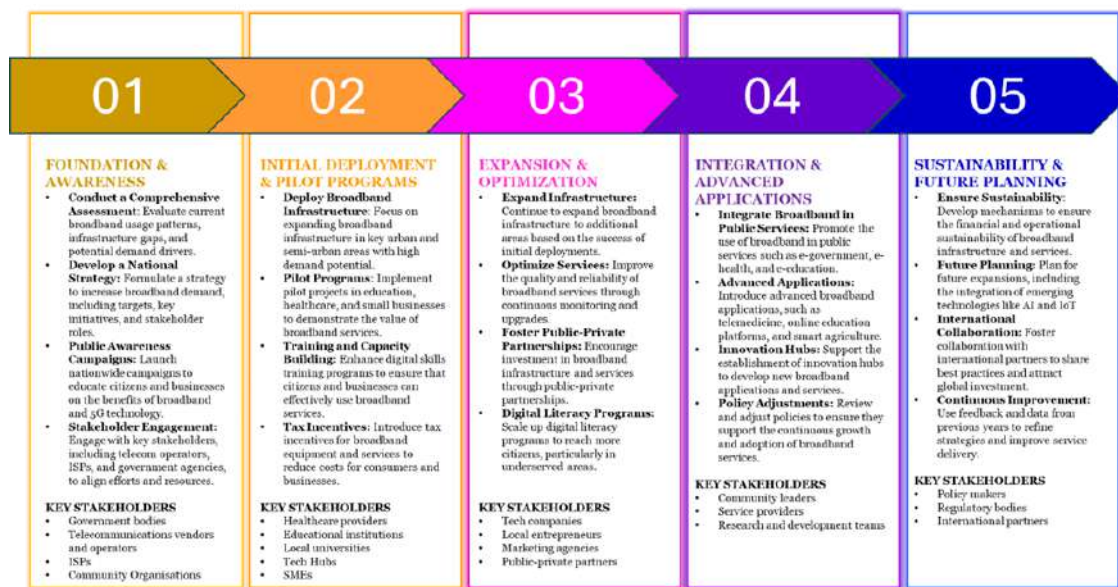 01
02
03
04
05
FOUNDATION &
AWARENESS
• Conduct a Comprehensive
Assessment: Evaluate current
broadband usage patterns,
infrastructure gaps, and
potential demand drivers.
• Develop a National
Strategy: Formulate a strategy
to increase broadband demand,
including targets, key
initiatives, and stakeholder
roles.
• Public Awareness
Campaigns: Launch
nationwide campaigns to
educate citizens and businesses
on the benefits of broadband
and 5G technology.
• Stakeholder Engagement:
Engage with key stakeholders,
including telecom operators,
ISPs, and government agencies,
to align efforts and resources.
KEY STAKEHOLDERS
• Government bodies
• Telecommunications vendors
and operators
• ISPs
• Community Organisations
INITIAL DEPLOYMENT
& PILOT PROGRAMS
• Deploy Broadband
Infrastructure: Focus on
expanding broadband
infrastructure in key urban and
semi-urban areas with high
demand potential.
• Pilot Programs: Implement
pilot projects in education,
healthcare, and small businesses
to demonstrate the value of
broadband services.
• Training and Capacity
Building: Enhance digital skills
training programs to ensure that
citizens and businesses can
effectively use broadband
services.
• Tax Incentives: Introduce tax
incentives for broadband
equipment and services to
reduce costs for consumers and
businesses.
KEY STAKEHOLDERS
• Healthcare providers
• Educational institutions
• Local universities
• Tech Hubs
• SMEs
EXPANSION &
OPTIMIZATION
• Expand Infrastructure:
Continue to expand broadband
infrastructure to additional
areas based on the success of
initial deployments.
• Optimize Services: Improve
the quality and reliability of
broadband services through
continuous monitoring and
upgrades.
• Foster Public-Private
Partnerships: Encourage
investment in broadband
infrastructure and services
through public-private
partnerships.
• Digital Literacy Programs:
Scale up digital literacy
programs to reach more
citizens, particularly in
underserved areas.
KEY STAKEHOLDERS
• Tech companies
• Local entrepreneurs
• Marketing agencies
• Public-private partners
INTEGRATION &
ADVANCED
APPLICATIONS
• Integrate Broadband in
Public Services: Promote the
use of broadband in public
services such as e-government, e-
health, and e-education.
• Advanced Applications:
Introduce advanced broadband
applications, such as
telemedicine, online education
platforms, and smart agriculture.
• Innovation Hubs: Support the
establishment of innovation hubs
to develop new broadband
applications and services.
• Policy Adjustments: Review
and adjust policies to ensure they
support the continuous growth
and adoption of broadband
services.
KEY STAKEHOLDERS
• Community leaders
• Service providers
• Research and development teams
SUSTAINABILITY &
FUTURE PLANNING
• Ensure Sustainability:
Develop mechanisms to ensure
the financial and operational
sustainability of broadband
infrastructure and services.
• Future Planning: Plan for
future expansions, including
the integration of emerging
technologies like AI and IoT
• International
Collaboration: Foster
collaboration with
international partners to share
best practices and attract
global investment.
• Continuous Improvement:
Use feedback and data from
previous years to refine
strategies and improve service
delivery.
KEY STAKEHOLDERS
• Policy makers
• Regulatory bodies
• International partners